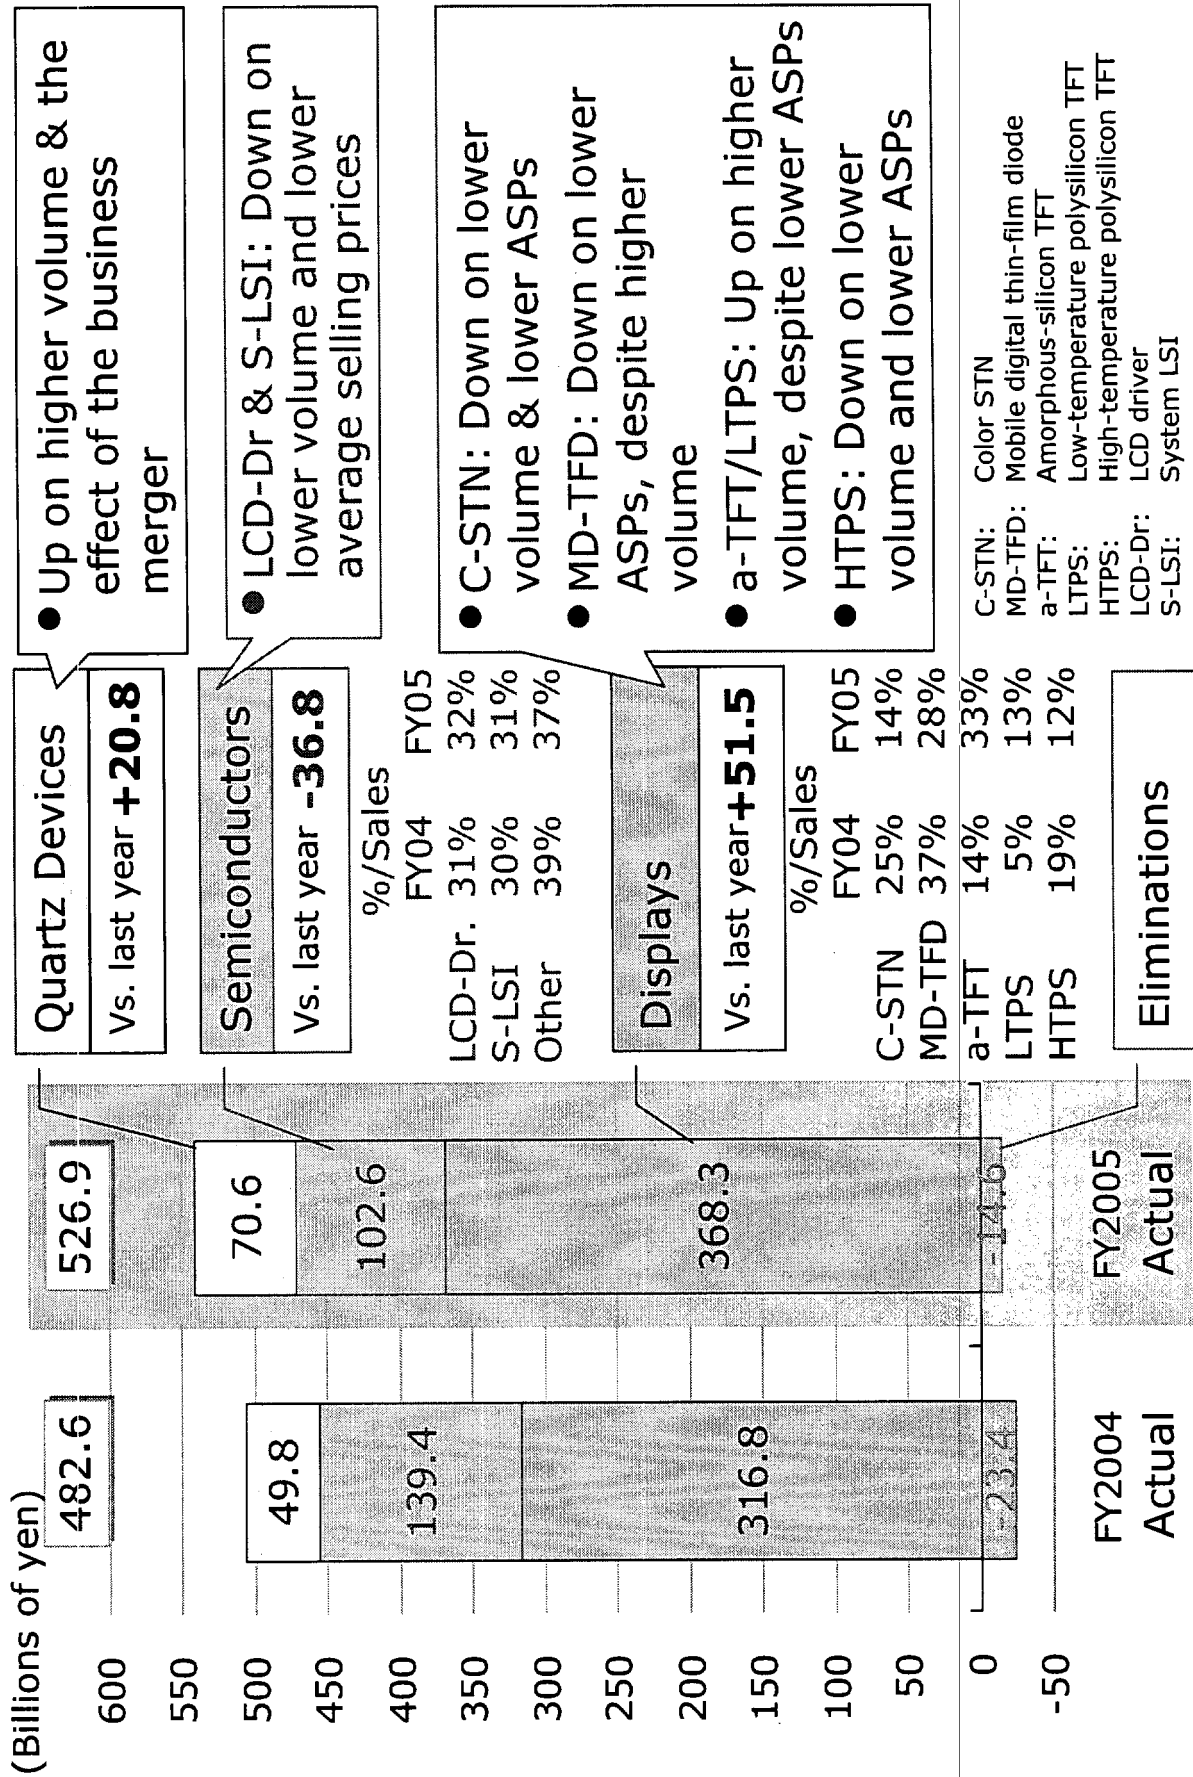 (Billions of yen)
600
550
500
450
400
350
300
250
200
150
100
50
0
-50
482.6
49.8
139.4
316.8
-23.4
FY2004
Actual
526.9
70.6
102.6
368.3
-14.6
FY2005
Actual
Quartz Devices
Vs. last year +20.8
● Up on higher volume & the
effect of the business
merger
Semiconductors
Vs. last year -36.8
● LCD-Dr & S-LSI: Down on
lower volume and lower
average selling prices
%/Sales
FY04 FY05
LCD-Dr. 31% 32%
S-LSI 30% 31%
Other 39% 37%
Displays
Vs. last year+51.5
● C-STN: Down on lower
volume & lower ASPs
● MD-TFD: Down on lower
ASPs, despite higher
volume
● a-TFT/LTPS: Up on higher
volume, despite lower ASPs
● HTPS: Down on lower
volume and lower ASPs
%/Sales
FY04 FY05
C-STN 25% 14%
MD-TFD 37% 28%
a-TFT 14% 33%
LTPS 5% 13%
HTPS 19% 12%
Eliminations
C-STN: Color STN
MD-TFD: Mobile digital thin-film diode
a-TFT: Amorphous-silicon TFT
LTPS: Low-temperature polysilicon TFT
HTPS: High-temperature polysilicon TFT
LCD-Dr: LCD driver
S-LSI: System LSI